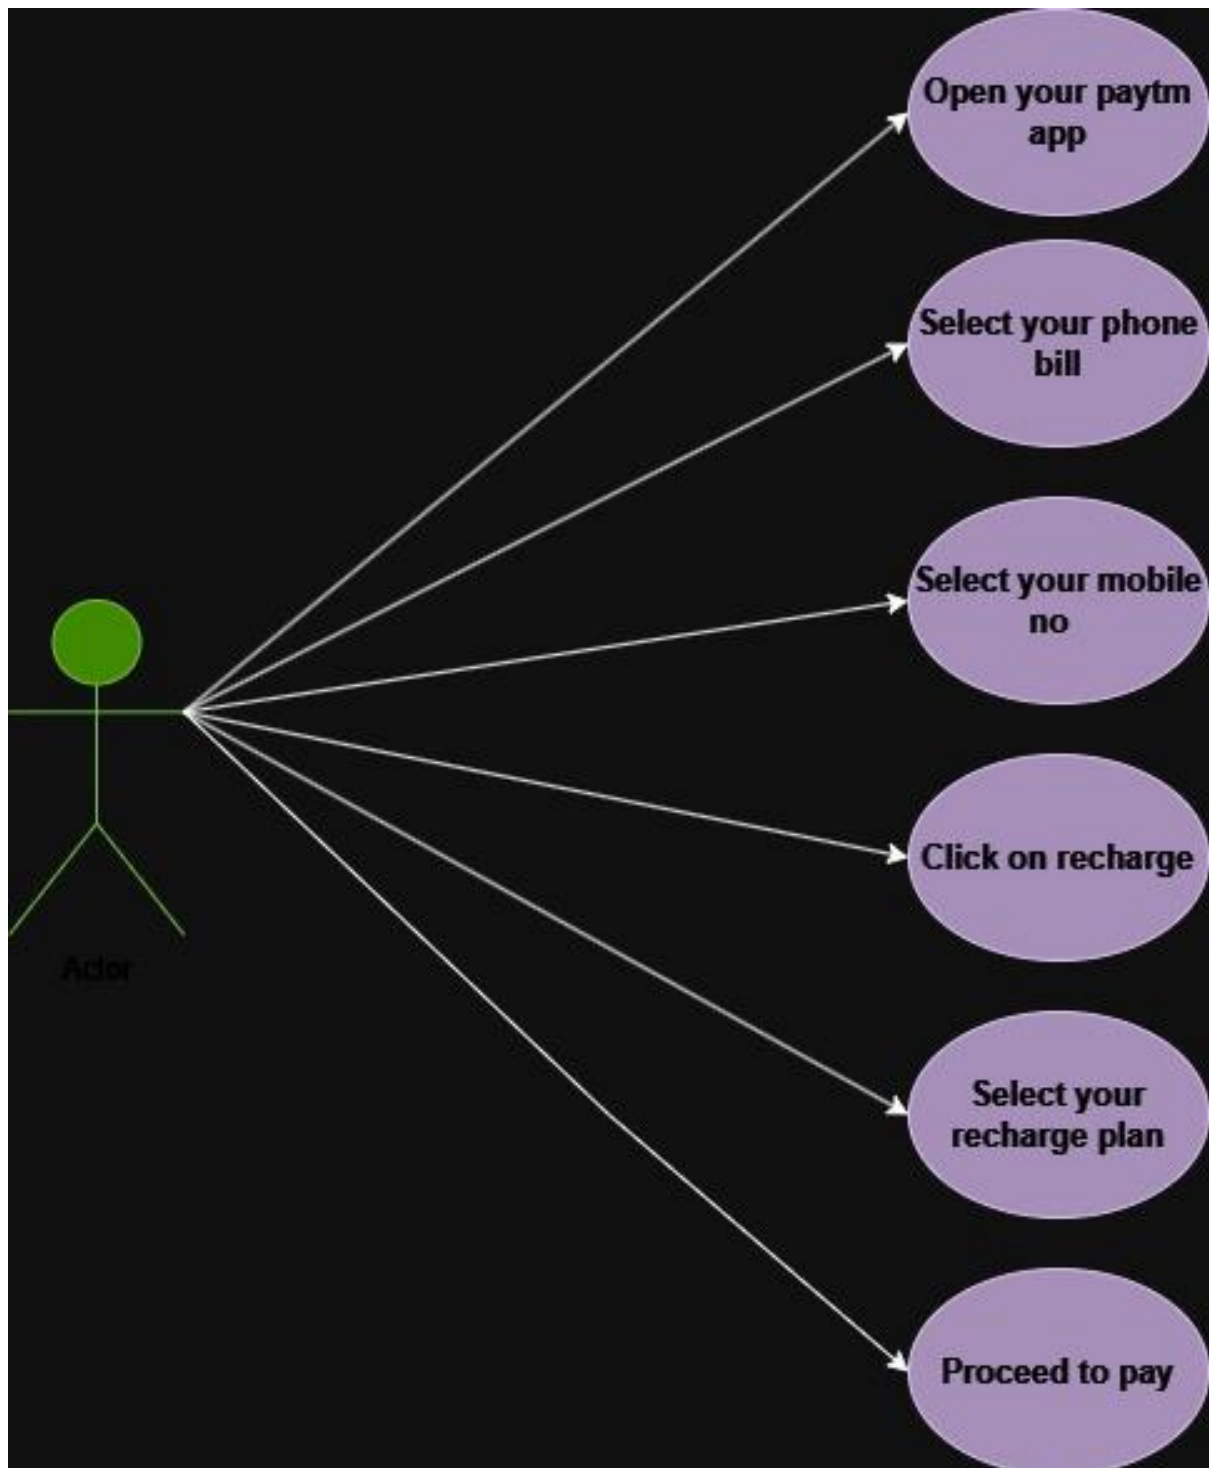 Open your paytm
app
Select your phone
bill
Select your mobile
no
Click on recharge
Actor
Select your
recharge plan
Proceed to pay